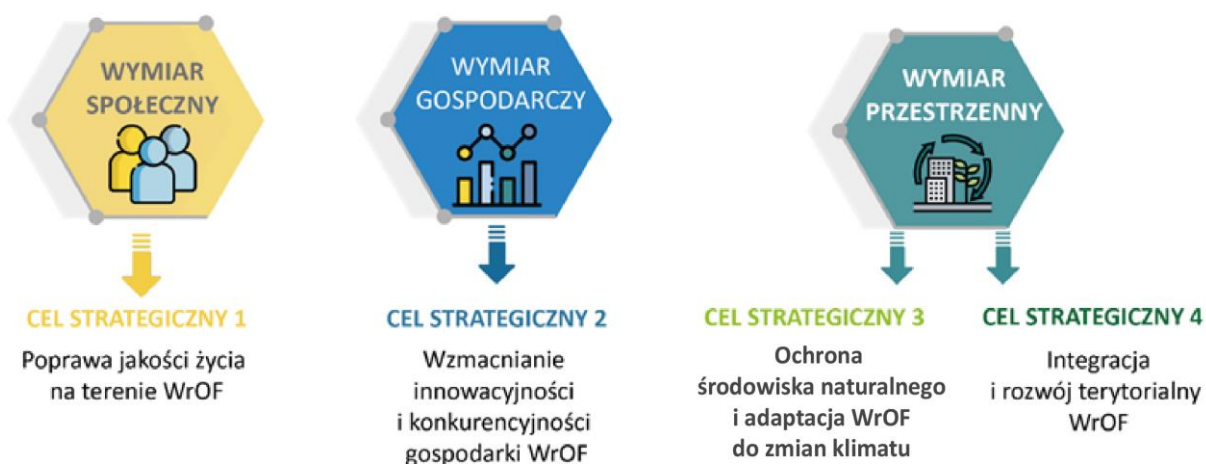 WYMIAR
SPOŁECZNY
WYMIAR
GOSPODARCZY
WYMIAR
PRZESTRZENNY
CEL STRATEGICZNY 1
Poprawa jakości życia
na terenie WrOF
CEL STRATEGICZNY 2
Wzmacnianie
innowacyjności
i konkurencyjności
gospodarki WrOF
CEL STRATEGICZNY 3
Ochrona
środowiska naturalnego
i adaptacja WrOF
do zmian klimatu
CEL STRATEGICZNY 4
Integracja
i rozwój terytorialny
WrOF